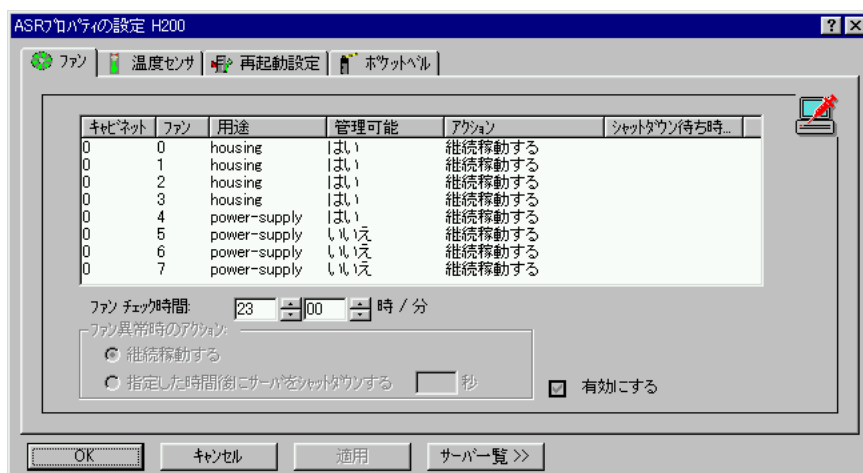 ASRプロパティの設定 H200
ファン 温度センサ 再起動設定 ポケットベル
キャビネット ファン 用途 管理可能 アクション シャットダウン待ち時...
0 0 housing はい 継続稼動する
0 1 housing はい 継続稼動する
0 2 housing はい 継続稼動する
0 3 housing はい 継続稼動する
0 4 power-supply はい 継続稼動する
0 5 power-supply いいえ 継続稼動する
0 6 power-supply いいえ 継続稼動する
0 7 power-supply いいえ 継続稼動する
ファン チェック時間: 23 00 時 / 分
ファン異常時のアクション:
継続稼動する
指定した時間後にサーバをシャットダウンする 秒
有効にする
OK キャンセル 適用 サーバ一覧 >>